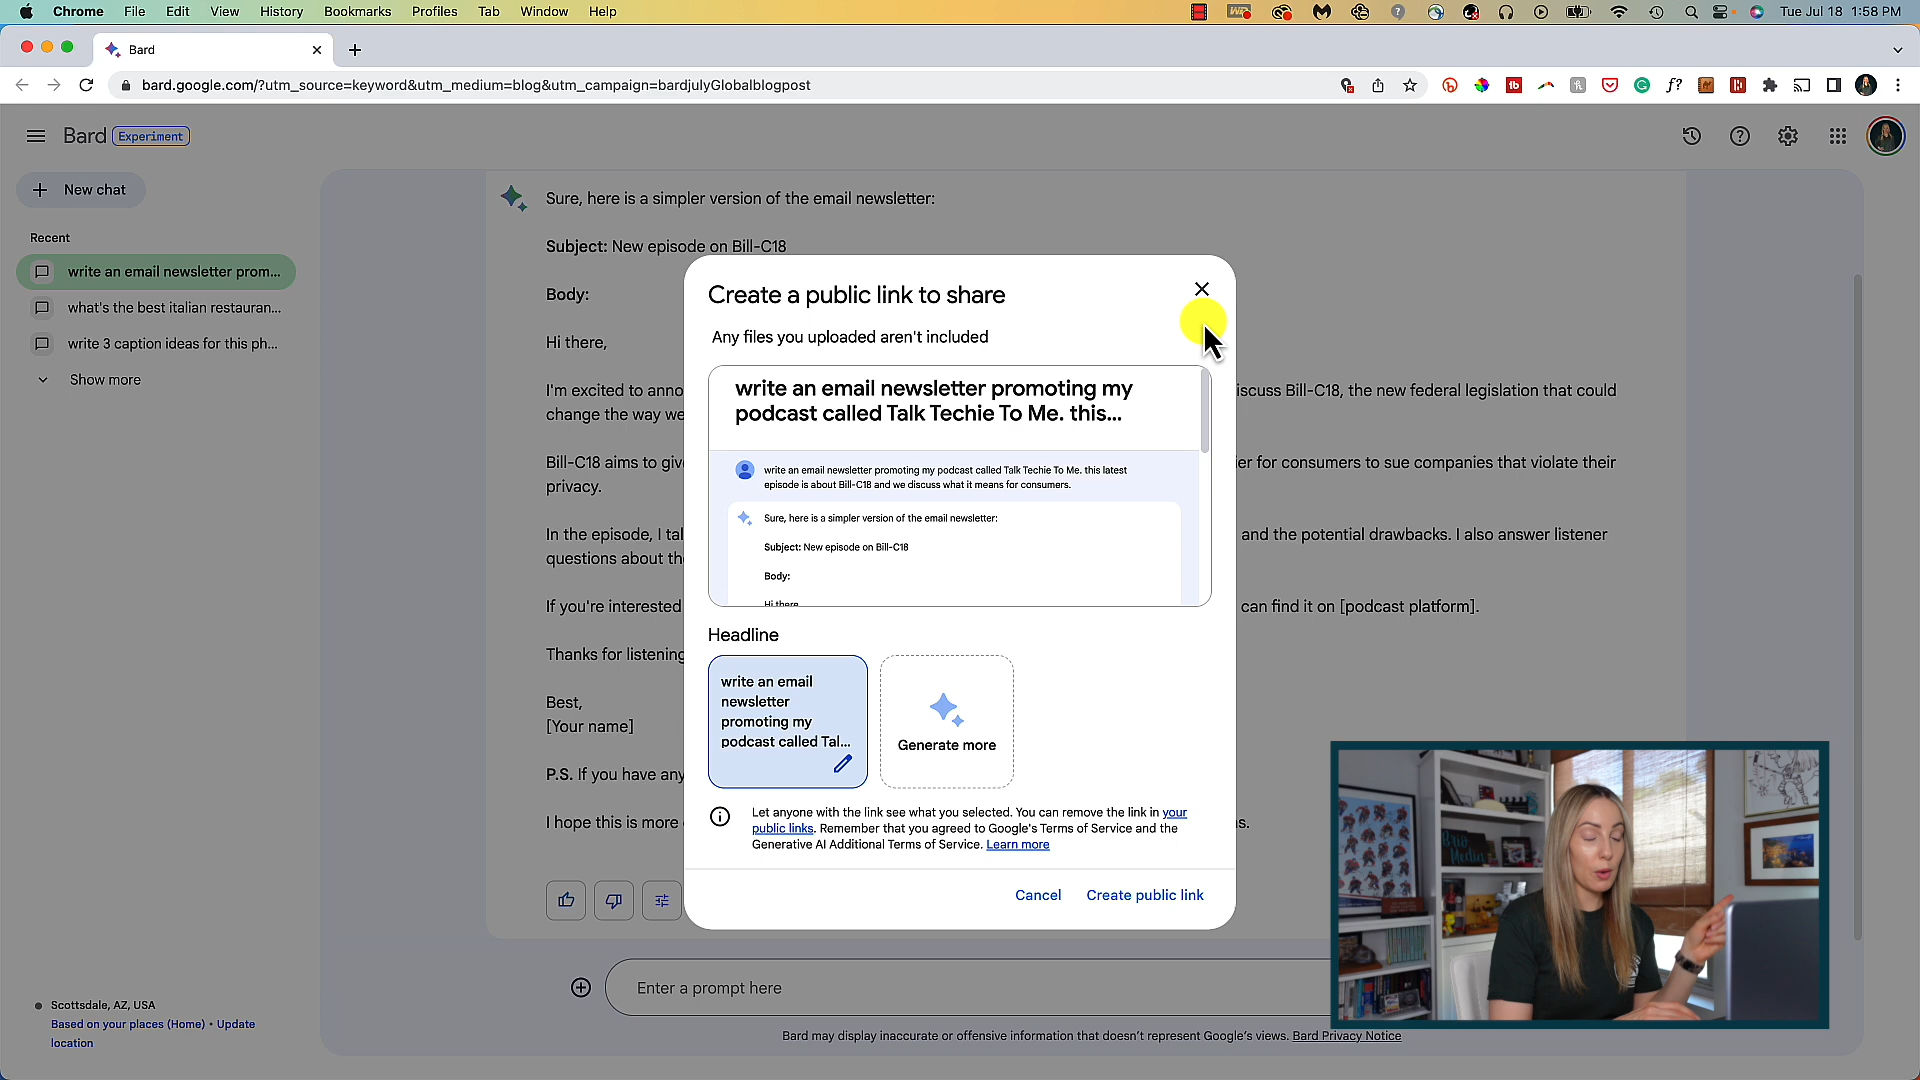 Chrome File Edit View History Bookmarks Profiles Tab Window Help
Tue Jul 18 1:58 PM
Bard
bard.google.com/?utm_source=keyword&utm_medium=blog&utm_campaign=bardjulyGlobalblogpost
Bard Experiment
New chat
Recent
write an email newsletter prom...
what's the best italian restauran...
write 3 caption ideas for this ph...
Show more
Sure, here is a simpler version of the email newsletter:
Subject: New episode on Bill-C18
Body:
Hi there,
I'm excited to anno
iscuss Bill-C18, the new federal legislation that could
change the way we
Bill-C18 aims to giv
er for consumers to sue companies that violate their
privacy.
In the episode, I tal
and the potential drawbacks. I also answer listener
questions about th
If you're interested
can find it on [podcast platform].
Thanks for listening
Best,
[Your name]
P.S. If you have any
I hope this is more
s.
Create a public link to share
Any files you uploaded aren't included
write an email newsletter promoting my
podcast called Talk Techie To Me. this...
write an email newsletter promoting my podcast called Talk Techie To Me. this latest
episode is about Bill-C18 and we discuss what it means for consumers.
Sure, here is a simpler version of the email newsletter:
Subject: New episode on Bill-C18
Body:
Hi there
Headline
write an email
newsletter
promoting my
podcast called Tal...
Generate more
Let anyone with the link see what you selected. You can remove the link in your
public links. Remember that you agreed to Google's Terms of Service and the
Generative AI Additional Terms of Service. Learn more
Cancel Create public link
Enter a prompt here
Bard may display inaccurate or offensive information that doesn't represent Google's views. Bard Privacy Notice
Scottsdale, AZ, USA
Based on your places (Home) • Update
location
Brio
Media